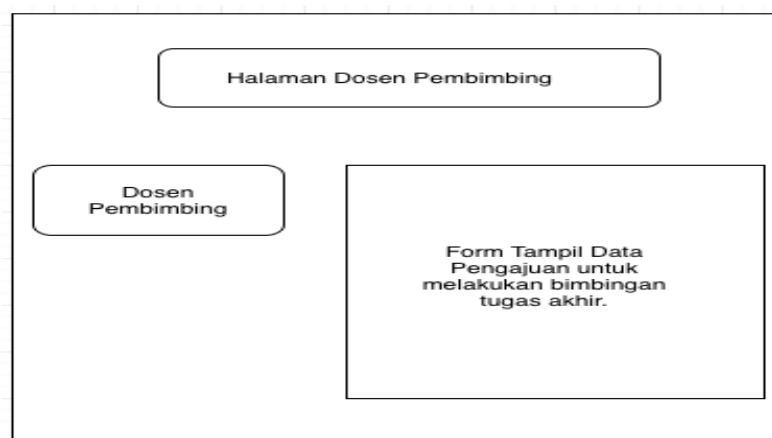 Halaman Dosen Pembimbing
Dosen
Pembimbing
Form Tampil Data
Pengajuan untuk
melakukan bimbingan
tugas akhir.